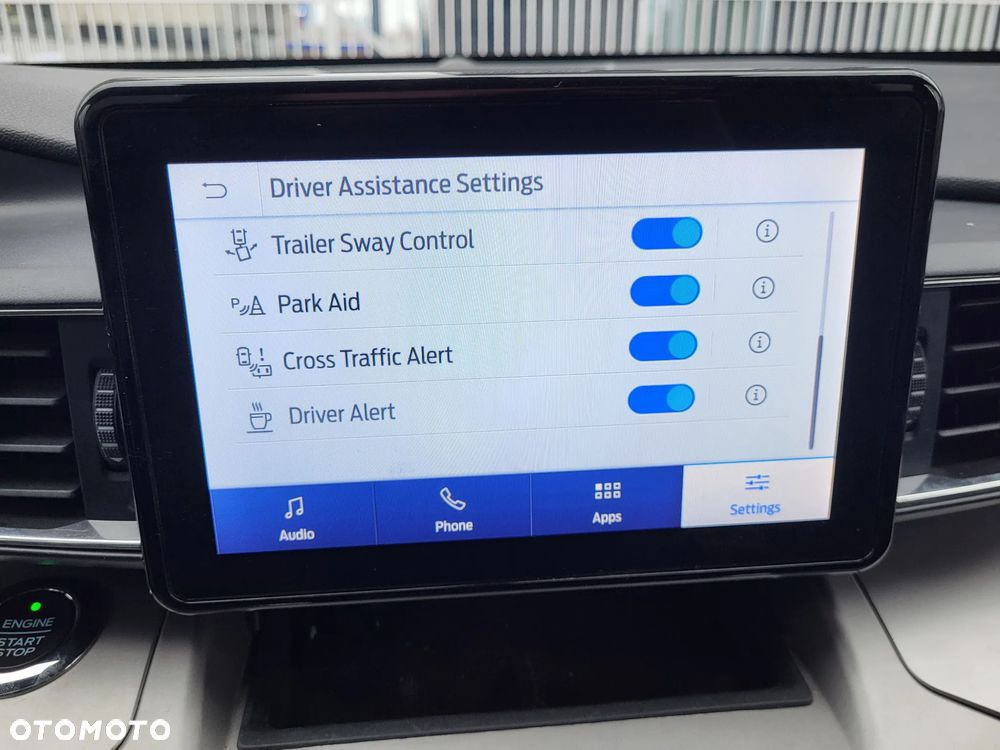 Driver Assistance Settings
Trailer Sway Control
P Park Aid
! Cross Traffic Alert
Driver Alert
Audio
Phone
Apps
Settings
ENGINE
START
STOP
OTOMOTO